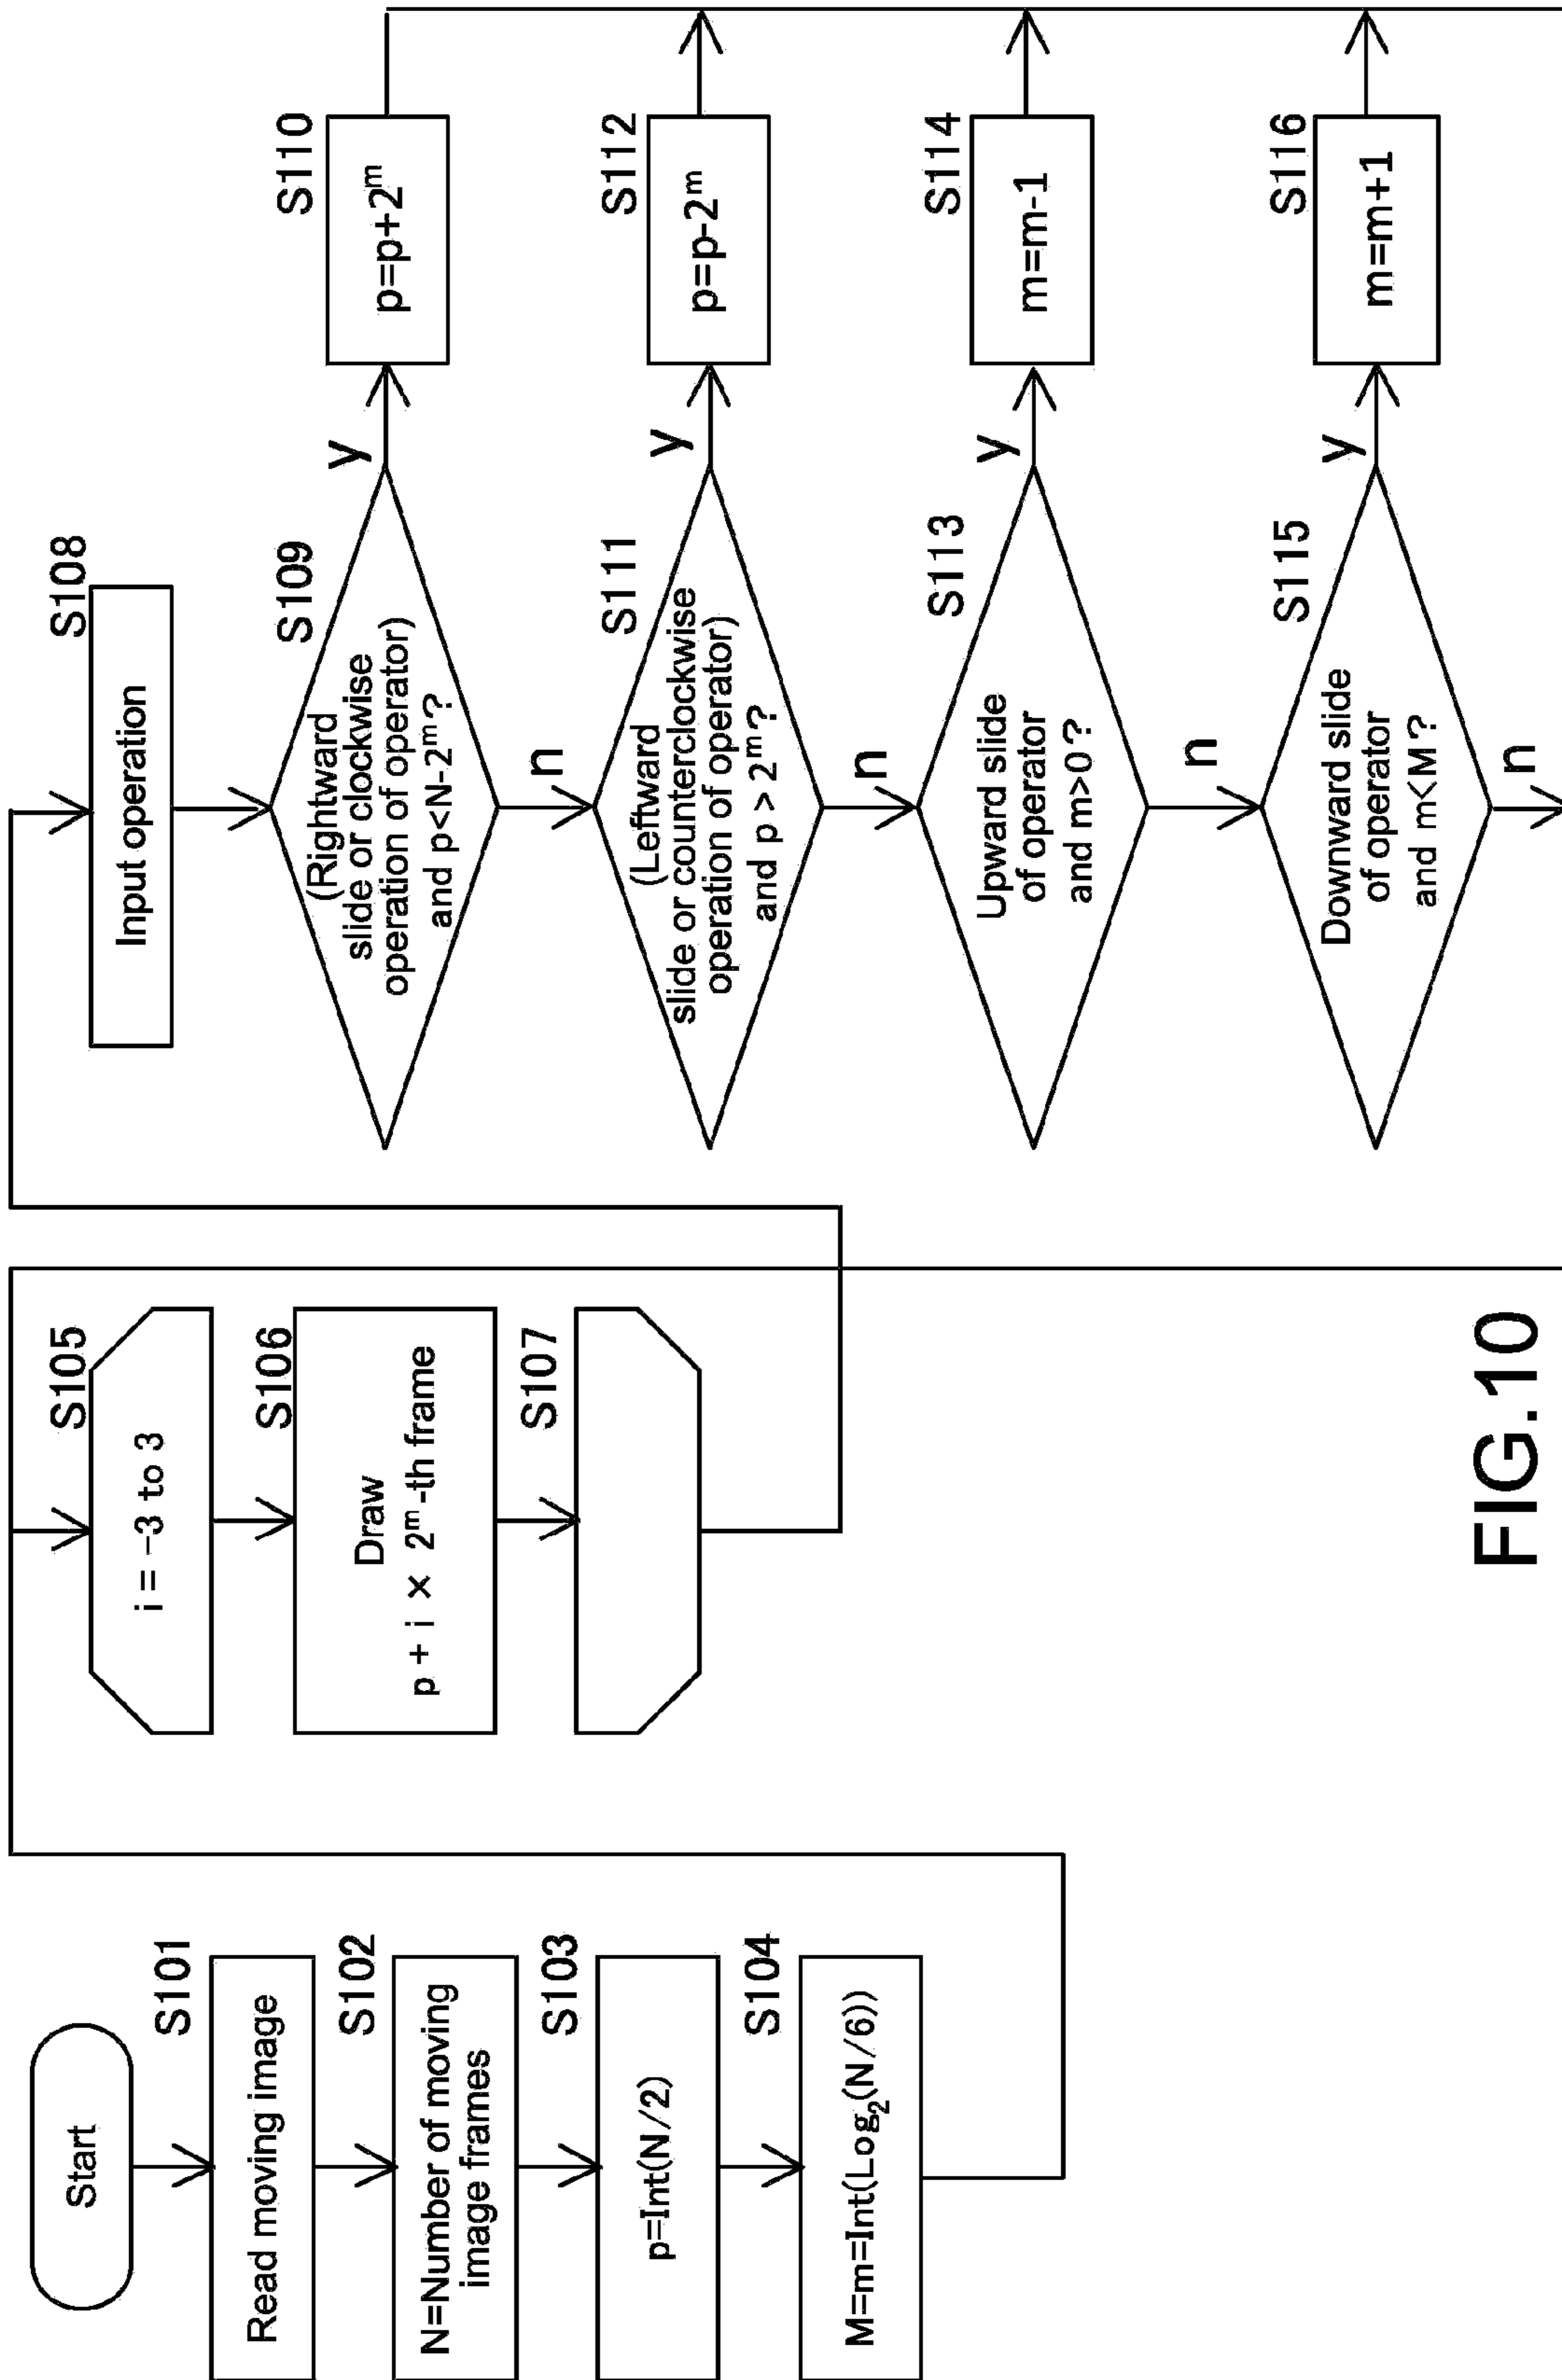 Start
S101
Read moving image
S102
N=Number of moving
image frames
S103
p=Int(N/2)
S104
M=m=Int(Log₂(N/6))
S105
i = −3 to 3
S106
Draw
p + i × 2ᵐ-th frame
S107
S108
Input operation
S109
(Rightward
slide or clockwise
operation of operator)
and p<N-2ᵐ?
y
n
S110
p=p+2ᵐ
S111
(Leftward
slide or counterclockwise
operation of operator)
and p > 2ᵐ?
y
n
S112
p=p-2ᵐ
S113
Upward slide
of operator
and m>0?
y
n
S114
m=m-1
S115
Downward slide
of operator
and m<M?
y
n
S116
m=m+1
FIG.10